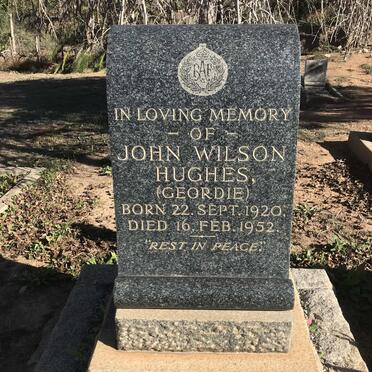 RAF
IN LOVING MEMORY
– OF –
JOHN WILSON
HUGHES,
(GEORDIE)
BORN 22. SEPT. 1920.
DIED 16. FEB. 1952.
"REST IN PEACE."